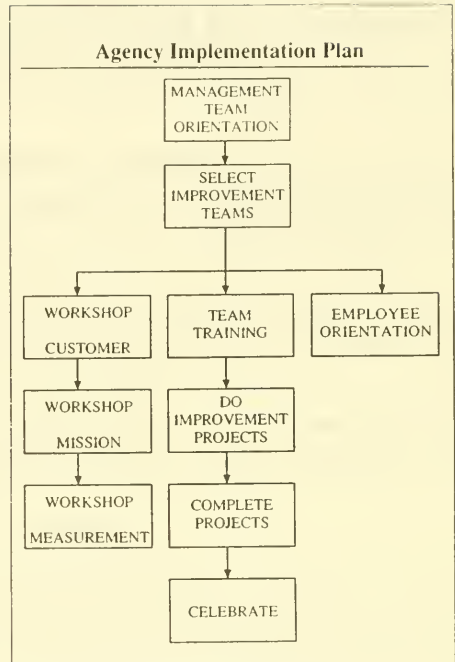 Agency Implementation Plan
MANAGEMENT
TEAM
ORIENTATION
SELECT
IMPROVEMENT
TEAMS
WORKSHOP
CUSTOMER
TEAM
TRAINING
EMPLOYEE
ORIENTATION
WORKSHOP
MISSION
DO
IMPROVEMENT
PROJECTS
WORKSHOP
MEASUREMENT
COMPLETE
PROJECTS
CELEBRATE